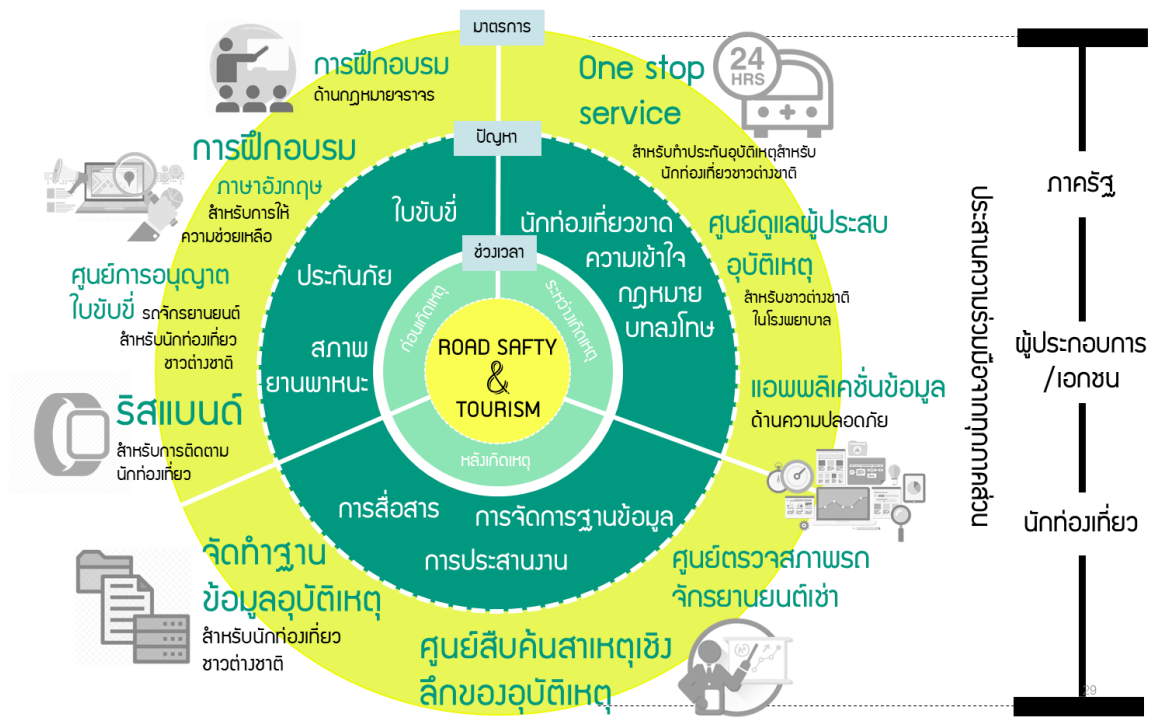 มาตรการ
การฝึกอบรม
ด้านกฎหมายจราจร
การฝึกอบรม
ภาษาอังกฤษ
สำหรับการให้
ความช่วยเหลือ
ศูนย์การอนุญาต
ใบขับขี่ รถจักรยานยนต์
สำหรับนักท่องเที่ยว
ชาวต่างชาติ
ริสแบนด์
สำหรับการติดตาม
นักท่องเที่ยว
จัดทำฐาน
ข้อมูลอุบัติเหตุ
สำหรับนักท่องเที่ยว
ชาวต่างชาติ
One stop
service
24
HRS
สำหรับทำประกันอุบัติเหตุสำหรับ
นักท่องเที่ยวชาวต่างชาติ
ศูนย์ดูแลผู้ประสบ
อุบัติเหตุ
สำหรับชาวต่างชาติ
ในโรงพยาบาล
แอพพลิเคชั่นข้อมูล
ด้านความปลอดภัย
ศูนย์ตรวจสภาพรถ
จักรยานยนต์เช่า
ศูนย์สืบค้นสาเหตุเชิง
ลึกของอุบัติเหตุ
ปัญหา
ใบขับขี่
ประกันภัย
สภาพ
ยานพาหนะ
นักท่องเที่ยวขาด
ความเข้าใจ
กฎหมาย
บทลงโทษ
การสื่อสาร
การจัดการฐานข้อมูล
การประสานงาน
ช่วงเวลา
ก่อนเกิดเหตุ
ระหว่างเกิดเหตุ
หลังเกิดเหตุ
ROAD SAFTY
&
TOURISM
ประสานความร่วมมือจากทุกภาคส่วน
ภาครัฐ
ผู้ประกอบการ
/เอกชน
นักท่องเที่ยว
29